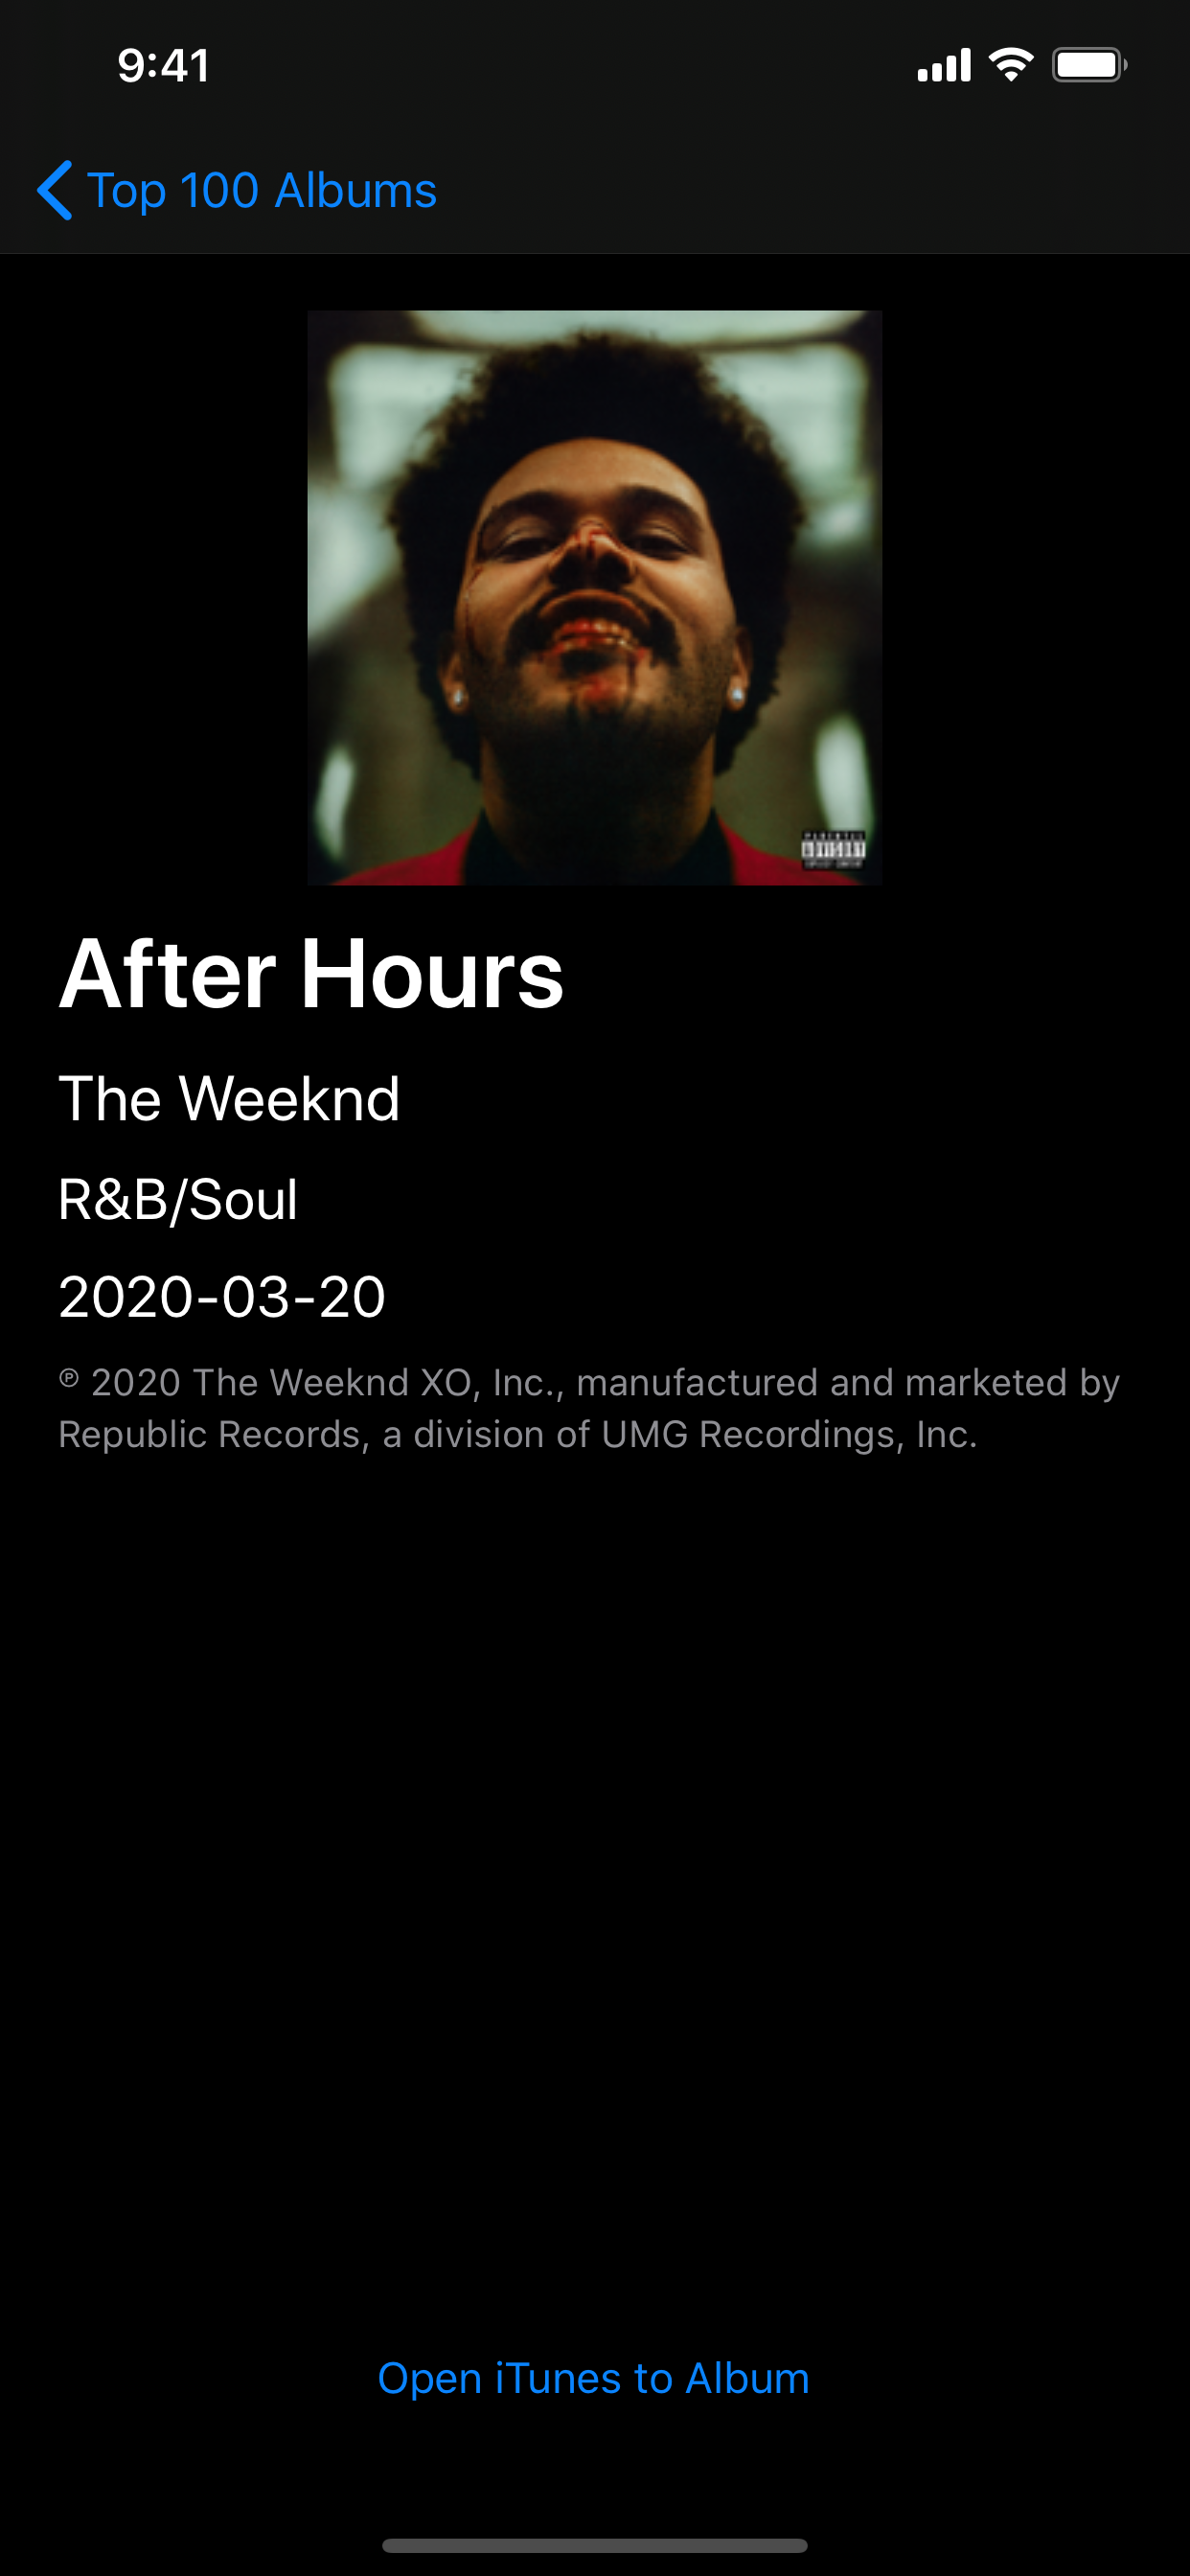 9:41
Top 100 Albums
After Hours
The Weeknd
R&B/Soul
2020-03-20
℗ 2020 The Weeknd XO, Inc., manufactured and marketed by
Republic Records, a division of UMG Recordings, Inc.
Open iTunes to Album